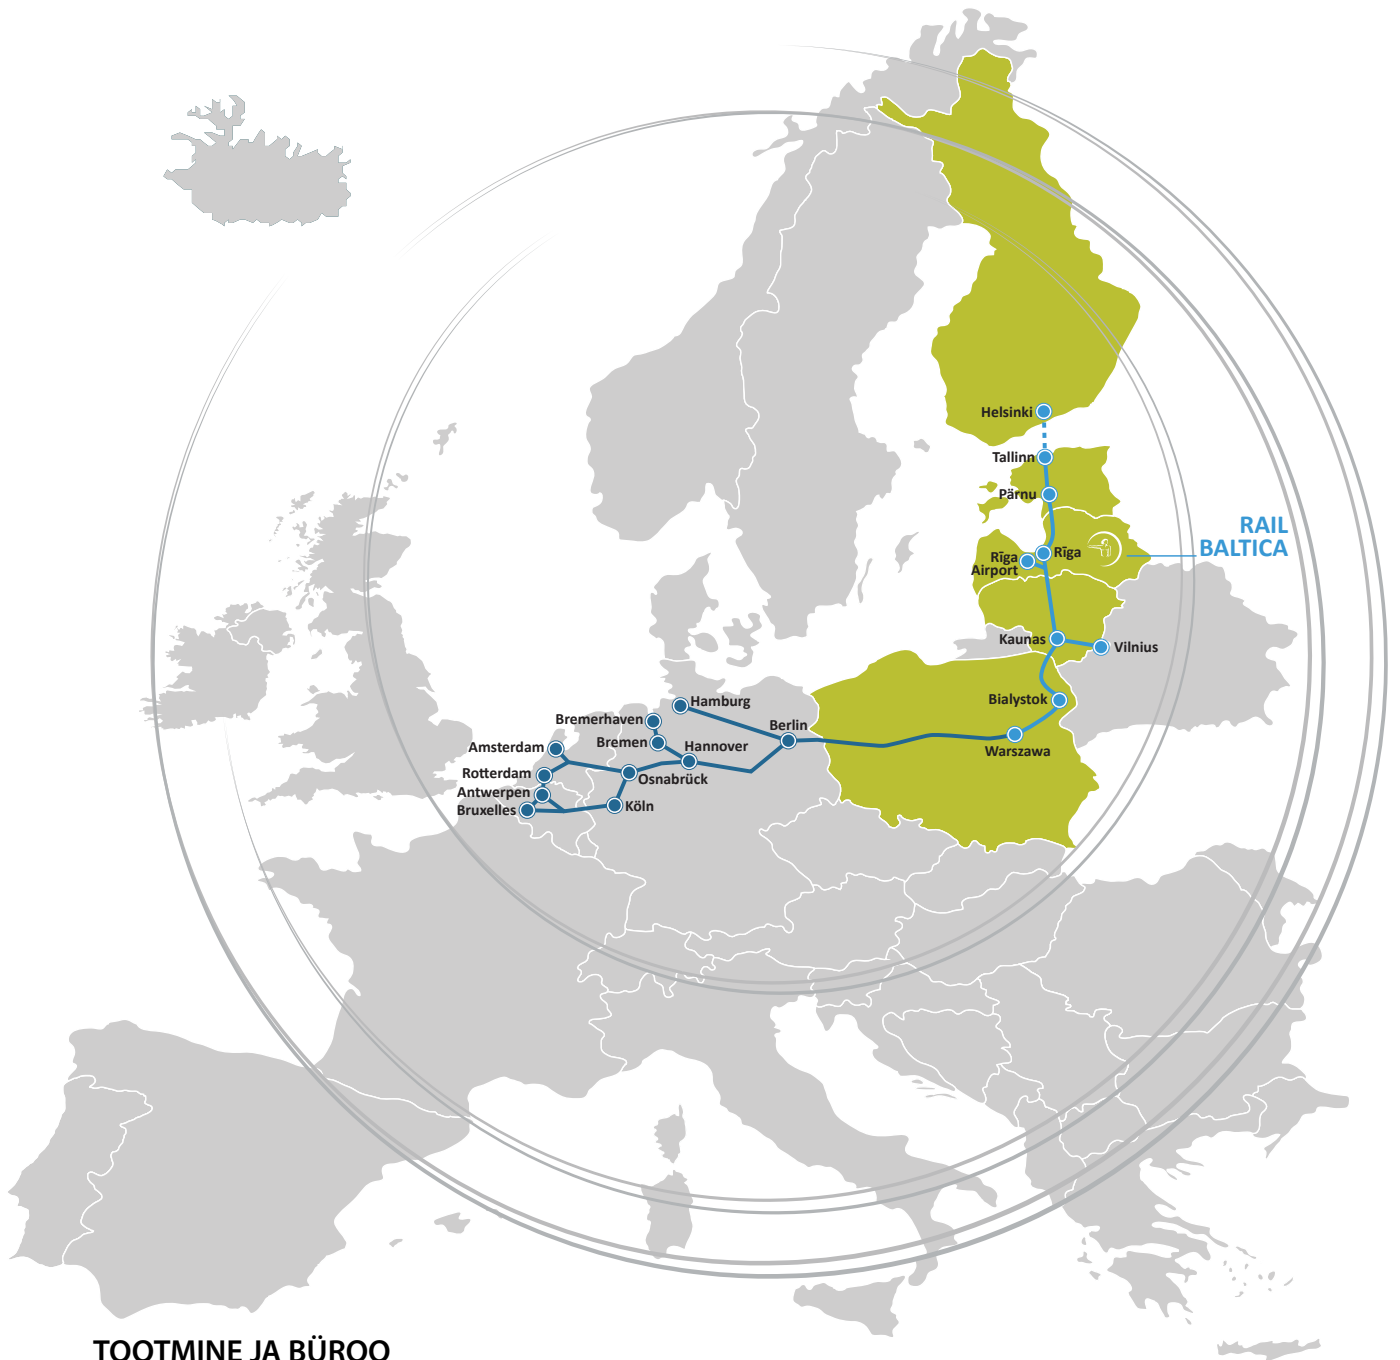 Helsinki
Tallinn
Pärnu
RAIL
BALTICA
Rīga
Rīga
Airport
Kaunas
Vilnius
Bialystok
Hamburg
Bremerhaven
Berlin
Bremen
Hannover
Amsterdam
Warszawa
Rotterdam
Osnabrück
Antwerpen
Köln
Bruxelles
TOOTMINE JA BÜROO